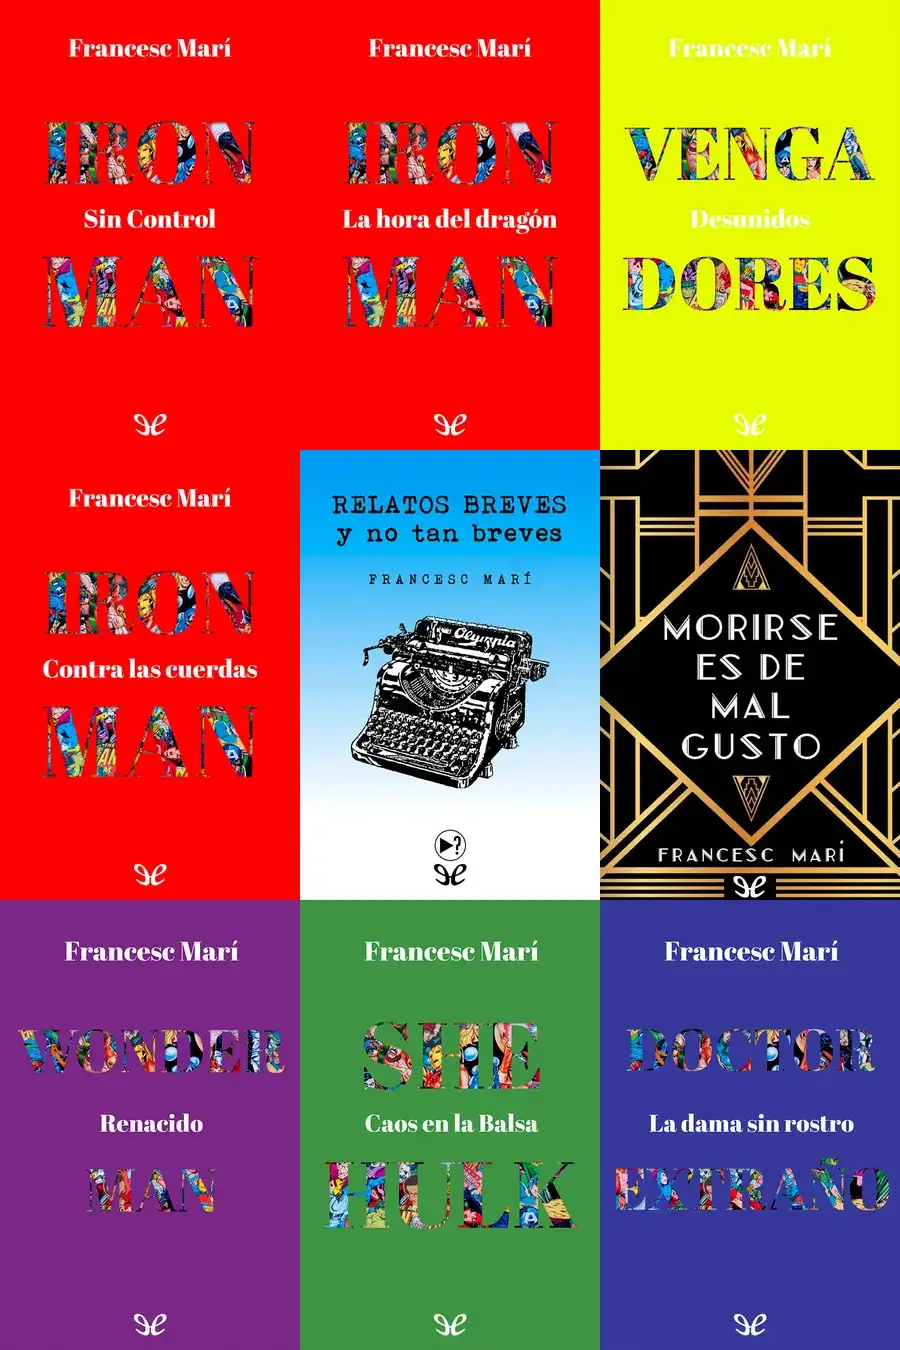 Francesc Marí
IRON
Sin Control
MAN
Francesc Marí
IRON
La hora del dragón
MAN
Francesc Marí
VENGA
Desunidos
DORES
Francesc Marí
IRON
Contra las cuerdas
MAN
RELATOS BREVES
y no tan breves
FRANCESC MARÍ
Olympia
?
MORIRSE
ES DE
MAL
GUSTO
FRANCESC MARÍ
Francesc Marí
WONDER
Renacido
MAN
Francesc Marí
SHE
Caos en la Balsa
HULK
Francesc Marí
DOCTOR
La dama sin rostro
EXTRAÑO